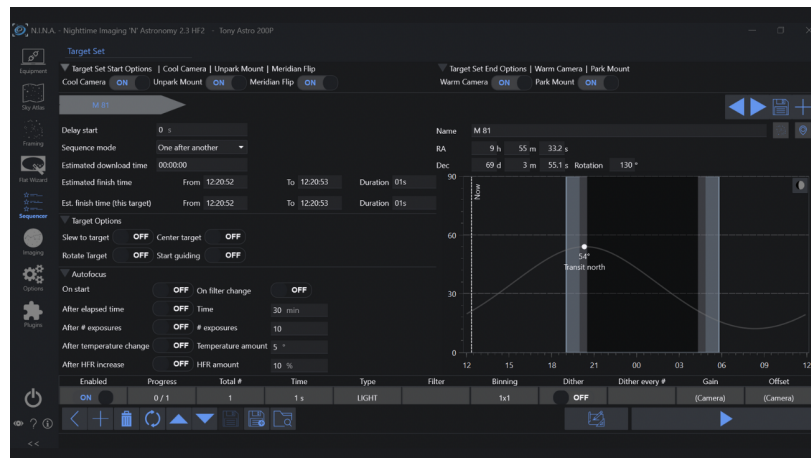 N.I.N.A. - Nighttime Imaging 'N' Astronomy 2.3 HF2 - Tony Astro 200P
Equipment
Sky Atlas
Framing
Flat Wizard
Sequencer
Imaging
Options
Plugins
<<
Target Set
Target Set Start Options | Cool Camera | Unpark Mount | Meridian Flip
Cool Camera ON Unpark Mount ON Meridian Flip ON
Target Set End Options | Warm Camera | Park Mount
Warm Camera ON Park Mount ON
M 81
Delay start 0 s
Sequence mode One after another
Estimated download time 00:00:00
Estimated finish time From 12:20:52 To 12:20:53 Duration 01s
Est. finish time (this target) From 12:20:52 To 12:20:53 Duration 01s
Target Options
Slew to target OFF Center target OFF
Rotate Target OFF Start guiding OFF
Autofocus
On start OFF On filter change OFF
After elapsed time OFF Time 30 min
After # exposures OFF # exposures 10
After temperature change OFF Temperature amount 5 °
After HFR increase OFF HFR amount 10 %
Name M 81
RA 9 h 55 m 33.2 s
Dec 69 d 3 m 55.1 s Rotation 130 °
90
60
30
0
Now
54°
Transit north
12 15 18 21 00 03 06 09 12
Enabled Progress Total # Time Type Filter Binning Dither Dither every # Gain Offset
ON 0 / 1 1 1 s LIGHT 1x1 OFF (Camera) (Camera)